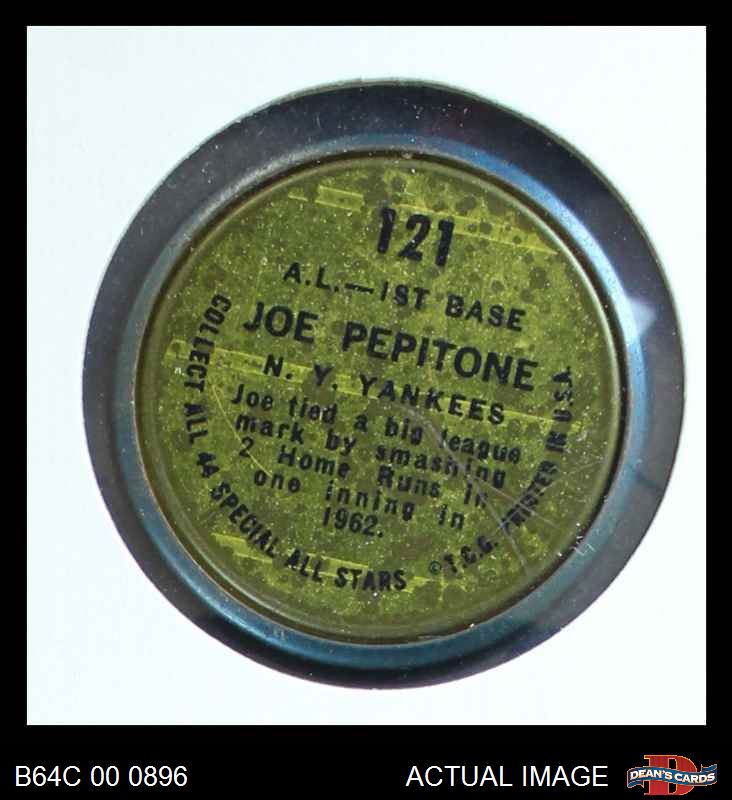 121
A.L.—1ST BASE
JOE PEPITONE
N. Y. YANKEES
Joe tied a big league
mark by smashing
2 Home Runs in
one inning in
1962.
COLLECT ALL 44 SPECIAL ALL STARS
©T.C.G. PRINTED IN U.S.A.
B64C 00 0896
ACTUAL IMAGE
D
DEAN'S CARDS